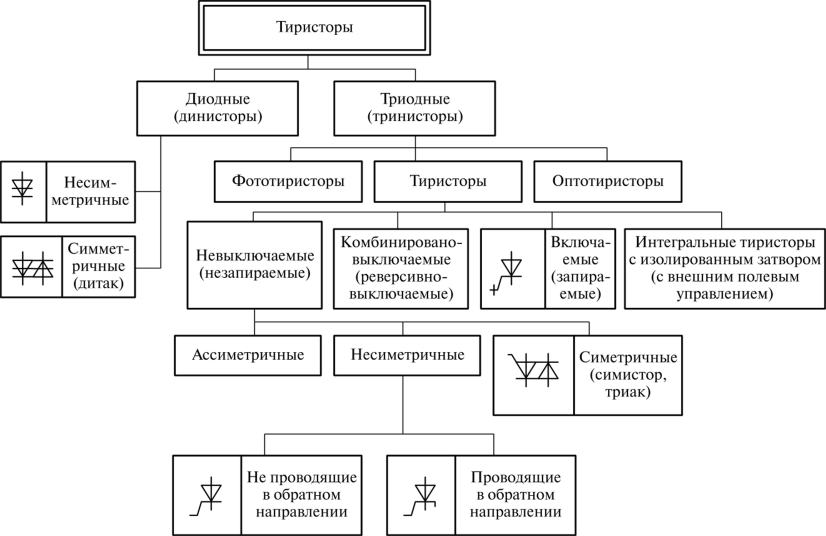 Тиристоры
Диодные
(динисторы)
Триодные
(тринисторы)
Несим-
метричные
Симмет-
ричные
(дитак)
Фототиристоры
Тиристоры
Оптотиристоры
Невыключаемые
(незапираемые)
Комбинировано-
выключаемые
(реверсивно-
выключаемые)
Включа-
емые
(запира-
емые)
Интегральные тиристоры
с изолированным затвором
(с внешним полевым
управлением)
Ассиметричные
Несиметричные
Симетричные
(симистор,
триак)
Не проводящие
в обратном
направлении
Проводящие
в обратном
направлении